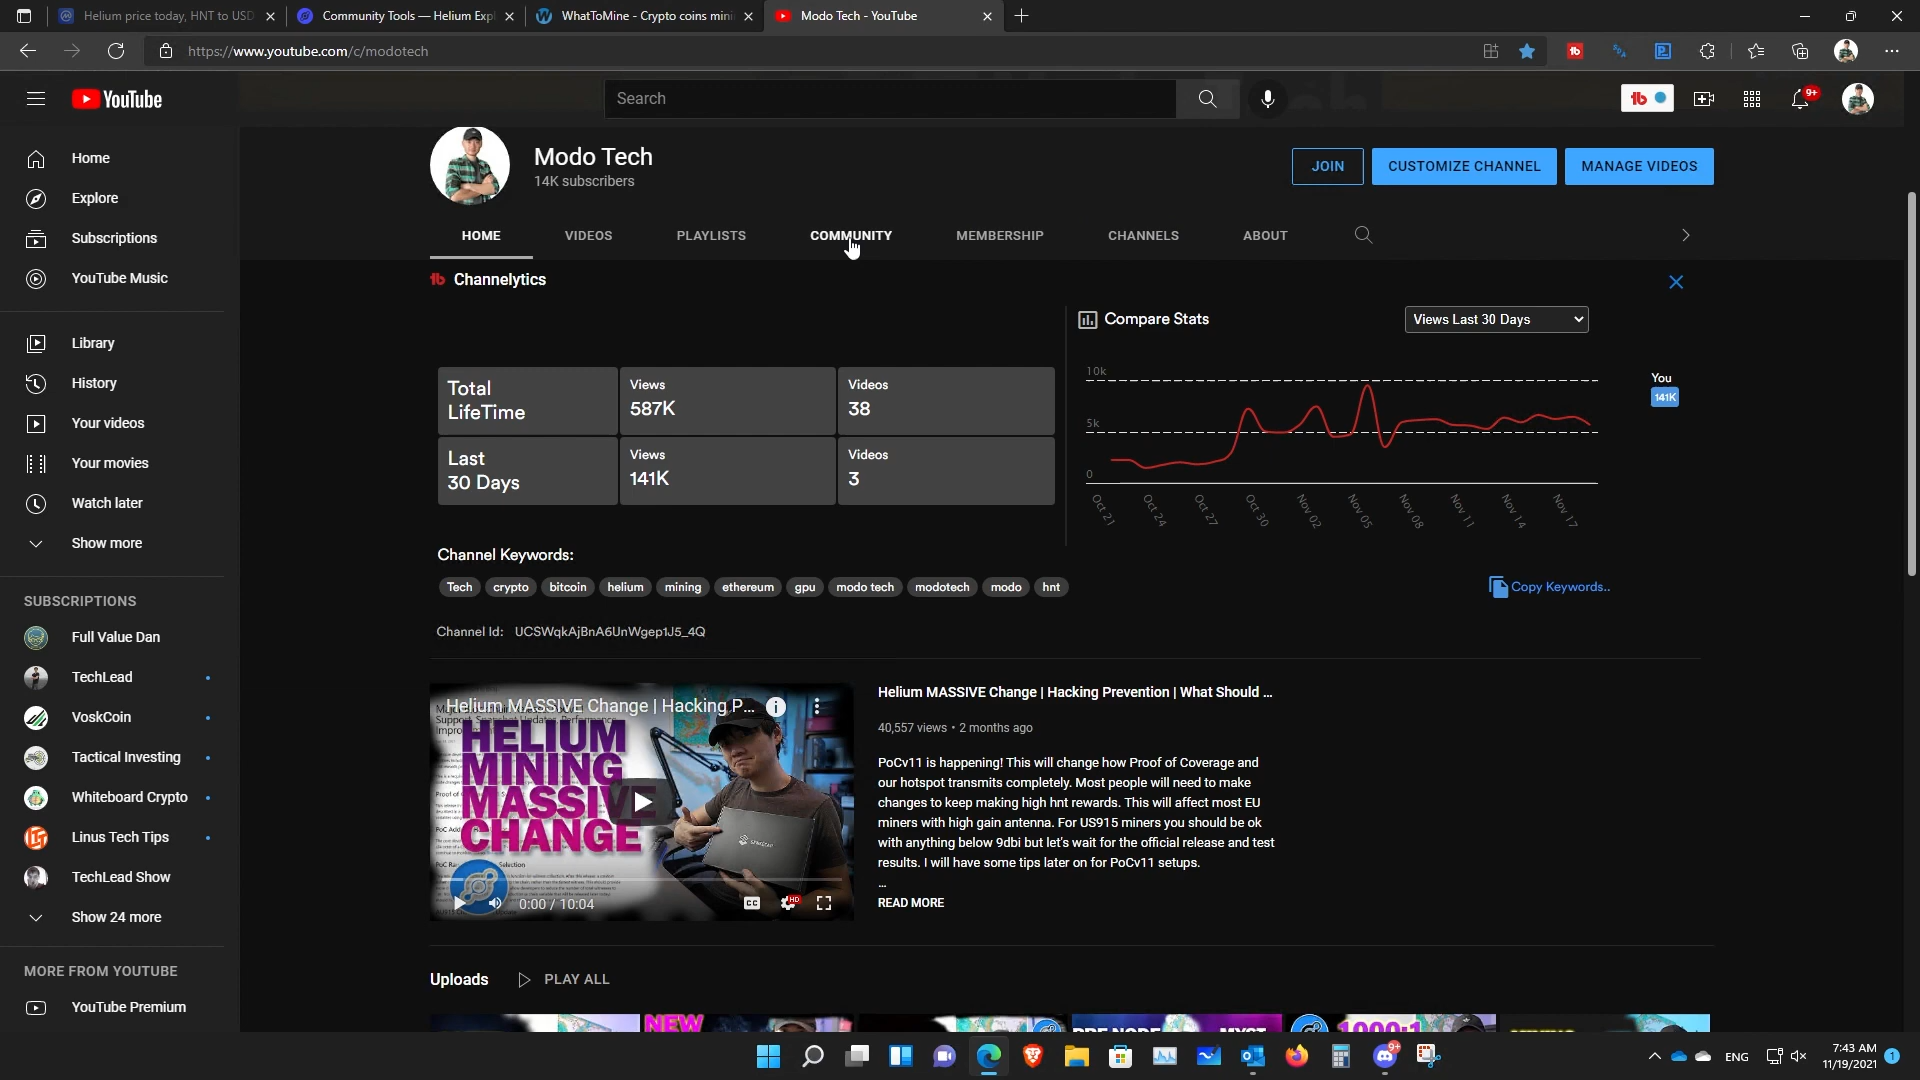 Helium price today, HNT to USD
Community Tools — Helium Exp
WhatToMine - Crypto coins mini
Modo Tech - YouTube
https://www.youtube.com/c/modotech
YouTube
Search
9+
Home
Explore
Subscriptions
YouTube Music
Library
History
Your videos
Your movies
Watch later
Show more
SUBSCRIPTIONS
Full Value Dan
TechLead
VoskCoin
Tactical Investing
Whiteboard Crypto
Linus Tech Tips
TechLead Show
Show 24 more
MORE FROM YOUTUBE
YouTube Premium
Modo Tech
14K subscribers
JOIN
CUSTOMIZE CHANNEL
MANAGE VIDEOS
HOME
VIDEOS
PLAYLISTS
COMMUNITY
MEMBERSHIP
CHANNELS
ABOUT
Channelytics
Total
LifeTime
Views
587K
Videos
38
Last
30 Days
Views
141K
Videos
3
Compare Stats
Views Last 30 Days
10k
5k
0
Oct 21
Oct 24
Oct 27
Oct 30
Nov 02
Nov 05
Nov 08
Nov 11
Nov 14
Nov 17
You
141K
Channel Keywords:
Tech crypto bitcoin helium mining ethereum gpu modo tech modotech modo hnt
Copy Keywords..
Channel Id: UCSWqkAjBnA6UnWgep1J5_4Q
Helium MASSIVE Change | Hacking P...
HELIUM
MINING
MASSIVE
CHANGE
0:00 / 10:04
CC
HD
Helium MASSIVE Change | Hacking Prevention | What Should ...
40,557 views • 2 months ago
PoCv11 is happening! This will change how Proof of Coverage and
our hotspot transmits completely. Most people will need to make
changes to keep making high hnt rewards. This will affect most EU
miners with high gain antenna. For US915 miners you should be ok
with anything below 9dbi but let's wait for the official release and test
results. I will have some tips later on for PoCv11 setups.
...
READ MORE
Uploads
PLAY ALL
NEW
1000:1
9+
ENG
7:43 AM
11/19/2021
1